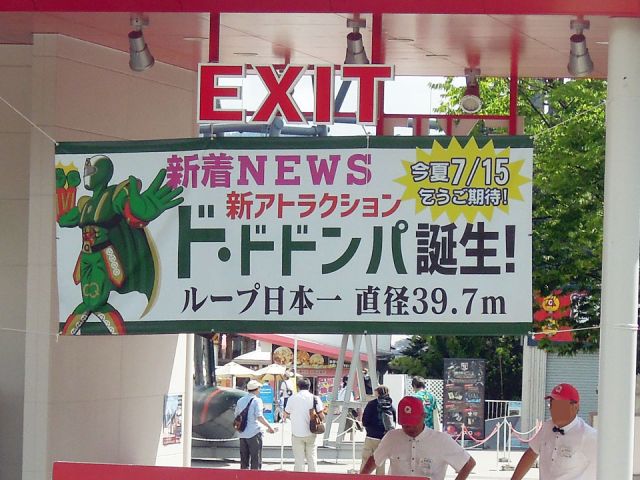 EXIT
新着NEWS
今夏7/15
乞うご期待!
新アトラクション
ド・ドドンパ誕生!
ループ日本一 直径39.7m